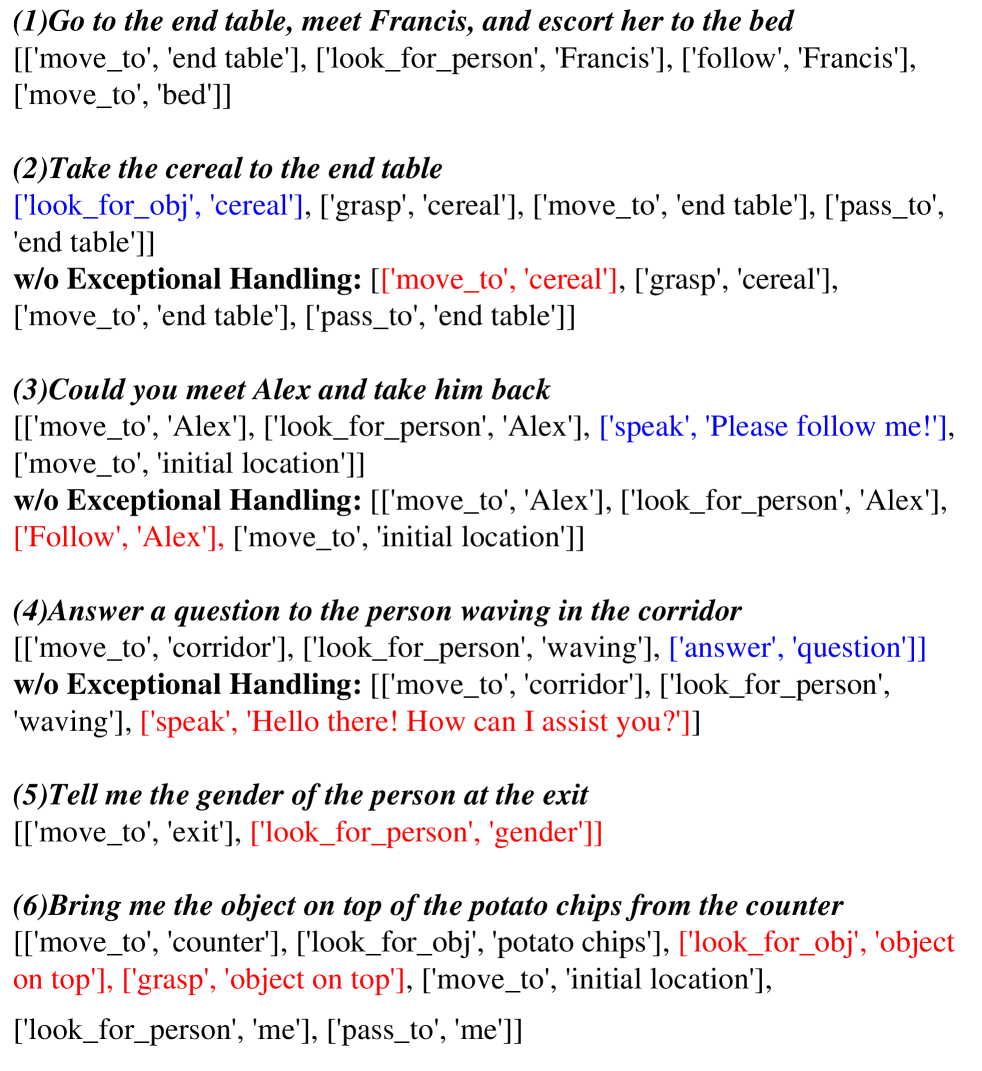 (1)Go to the end table, meet Francis, and escort her to the bed
[['move_to', 'end table'], ['look_for_person', 'Francis'], ['follow', 'Francis'],
['move_to', 'bed']]
(2)Take the cereal to the end table
['look_for_obj', 'cereal'], ['grasp', 'cereal'], ['move_to', 'end table'], ['pass_to',
'end table']]
w/o Exceptional Handling: [['move_to', 'cereal'], ['grasp', 'cereal'],
['move_to', 'end table'], ['pass_to', 'end table']]
(3)Could you meet Alex and take him back
[['move_to', 'Alex'], ['look_for_person', 'Alex'], ['speak', 'Please follow me!'],
['move_to', 'initial location']]
w/o Exceptional Handling: [['move_to', 'Alex'], ['look_for_person', 'Alex'],
['Follow', 'Alex'], ['move_to', 'initial location']]
(4)Answer a question to the person waving in the corridor
[['move_to', 'corridor'], ['look_for_person', 'waving'], ['answer', 'question']]
w/o Exceptional Handling: [['move_to', 'corridor'], ['look_for_person',
'waving'], ['speak', 'Hello there! How can I assist you?']]
(5)Tell me the gender of the person at the exit
[['move_to', 'exit'], ['look_for_person', 'gender']]
(6)Bring me the object on top of the potato chips from the counter
[['move_to', 'counter'], ['look_for_obj', 'potato chips'], ['look_for_obj', 'object
on top'], ['grasp', 'object on top'], ['move_to', 'initial location'],
['look_for_person', 'me'], ['pass_to', 'me']]